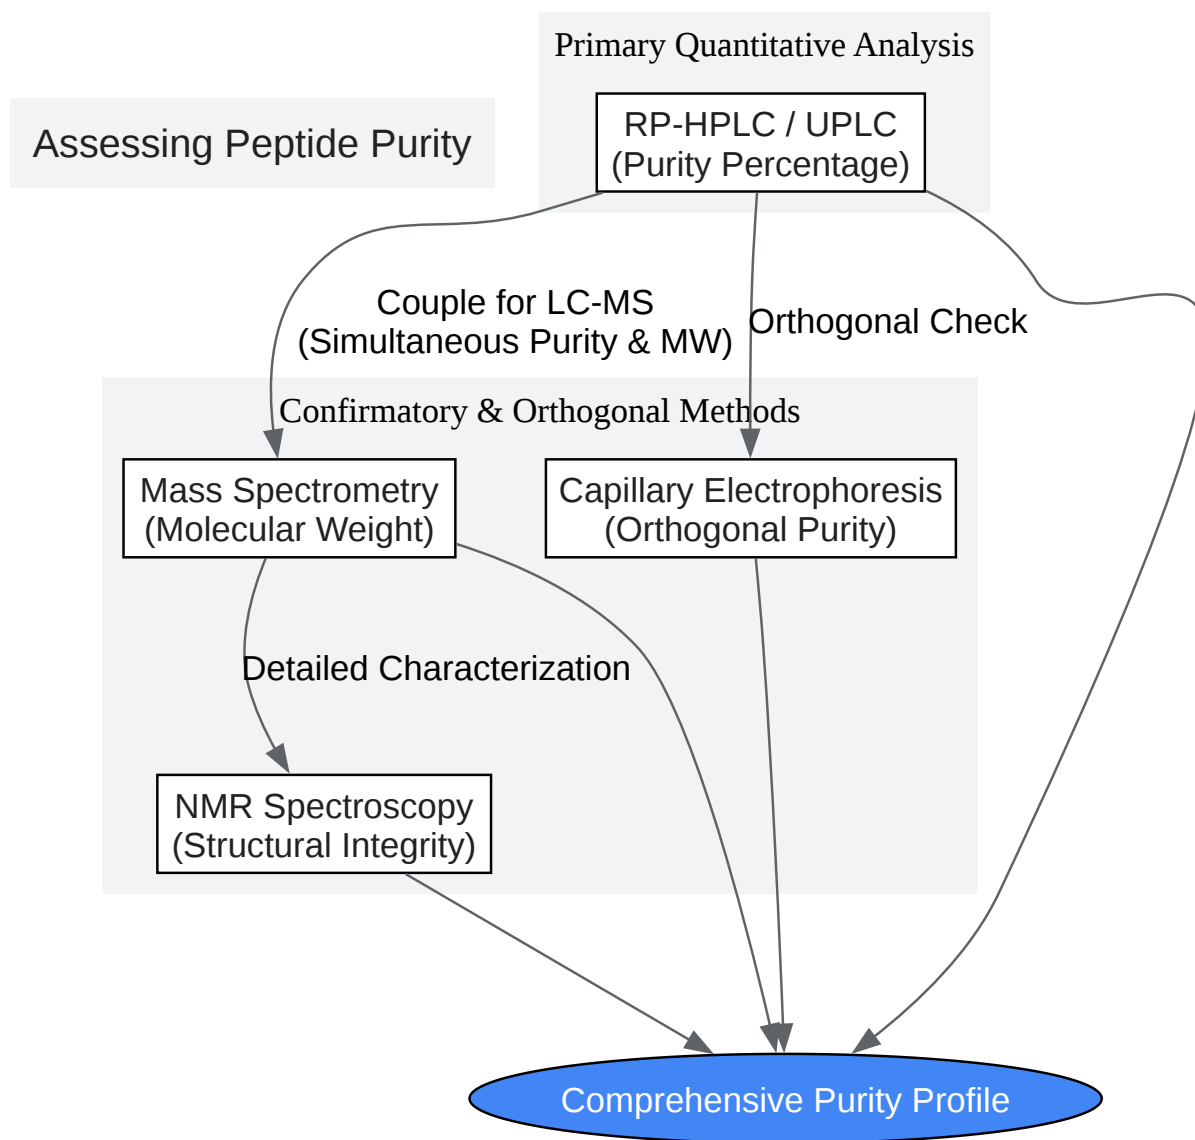 Primary Quantitative Analysis
Assessing Peptide Purity
RP-HPLC / UPLC
(Purity Percentage)
Couple for LC-MS
(Simultaneous Purity & MW)
Orthogonal Check
Confirmatory & Orthogonal Methods
Mass Spectrometry
(Molecular Weight)
Capillary Electrophoresis
(Orthogonal Purity)
Detailed Characterization
NMR Spectroscopy
(Structural Integrity)
Comprehensive Purity Profile